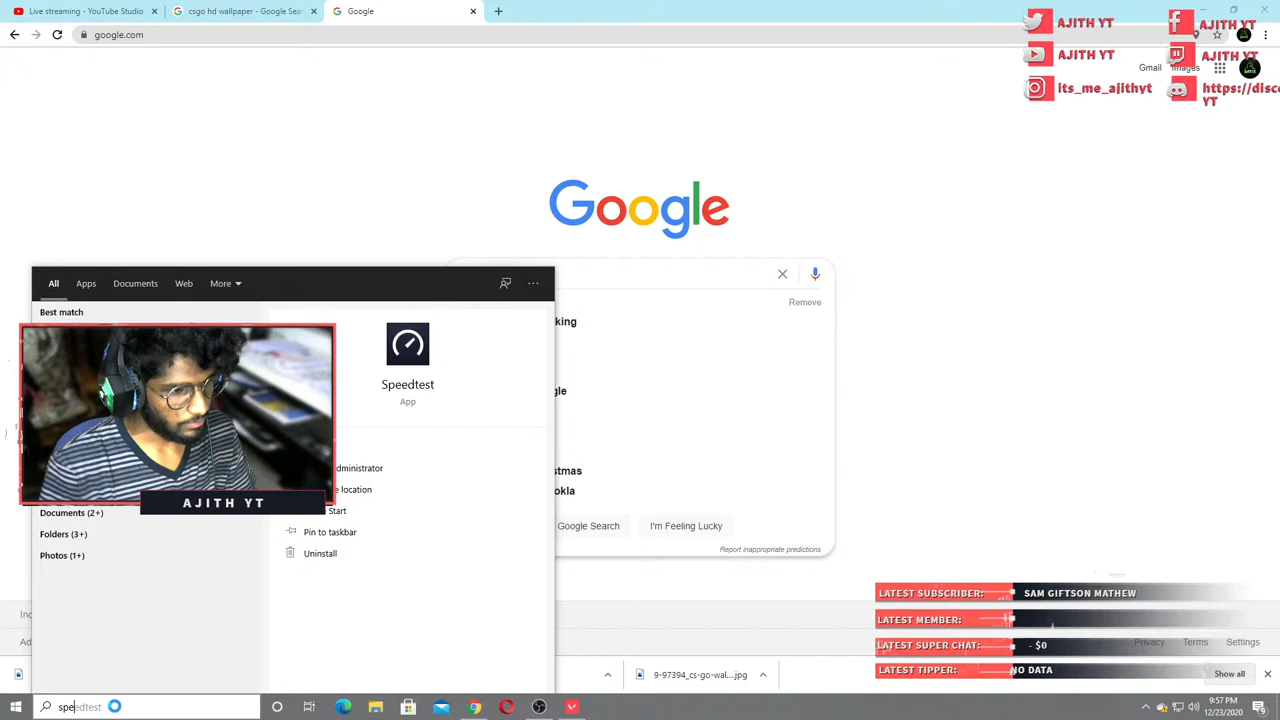 Live streaming - YouTube Studio
csgo hd wallpaper - Google Sea
Google
google.com
AJITH YT
AJITH YT
AJITH YT
AJITH YT
its_me_ajithyt
https://disc
YT
Gmail
Images
Google
All
Apps
Documents
Web
More
Best match
Remove
king
Speedtest
App
gle
dministrator
stmas
e location
okla
AJITH YT
Start
Documents (2+)
Pin to taskbar
Google Search
I'm Feeling Lucky
Folders (3+)
Uninstall
Report inappropriate predictions
Photos (1+)
LATEST SUBSCRIBER:
SAM GIFTSON MATHEW
LATEST MEMBER:
LATEST SUPER CHAT:
- $0
LATEST TIPPER:
NO DATA
Privacy
Terms
Settings
9-97394_cs-go-wal....jpg
Show all
speedtest
9:57 PM
12/23/2020
9